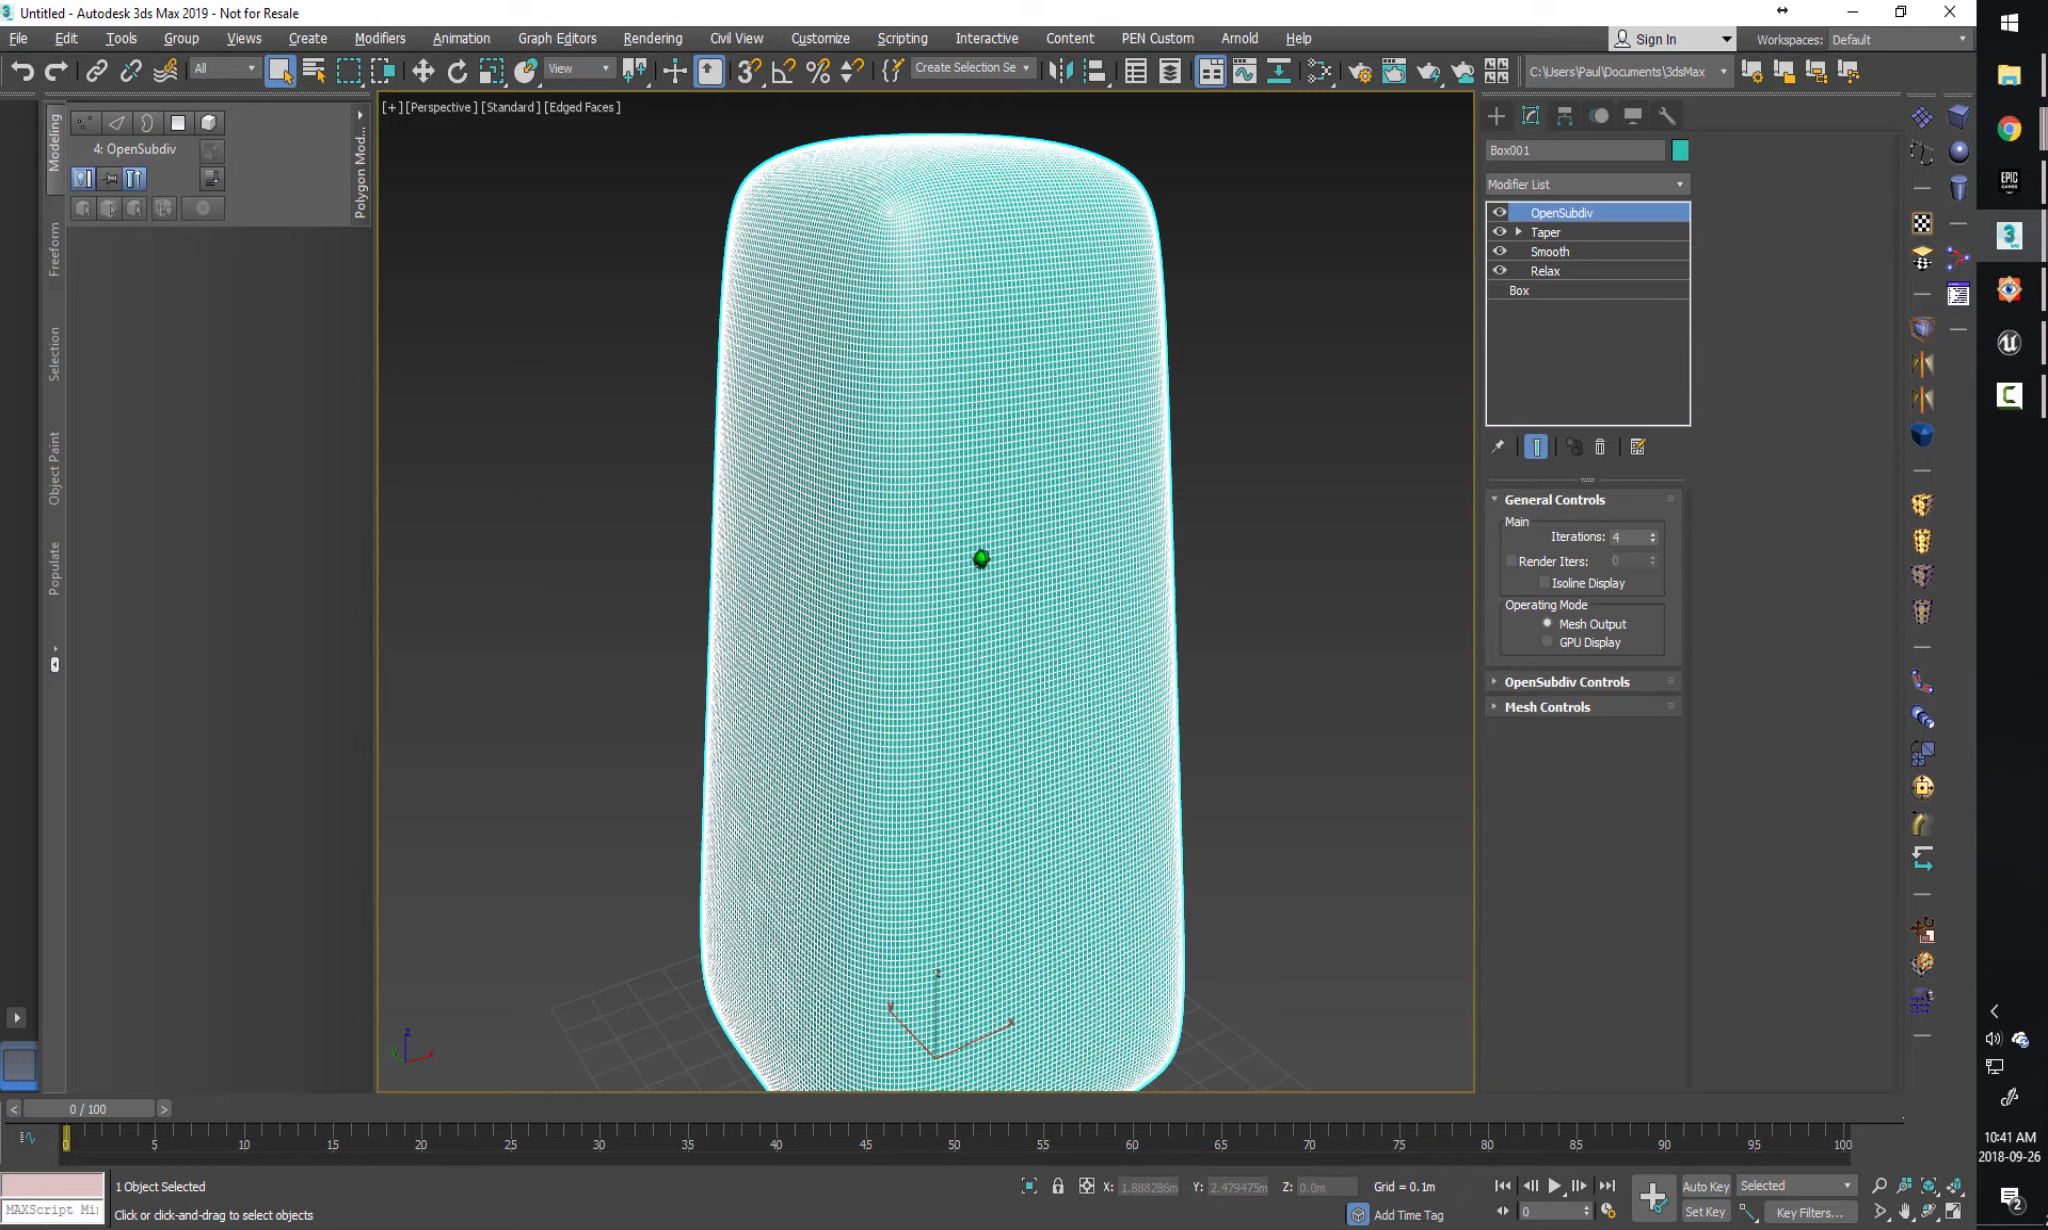 Untitled - Autodesk 3ds Max 2019 - Not for Resale
File Edit Tools Group Views Create Modifiers Animation Graph Editors Rendering Civil View Customize Scripting Interactive Content PEN Custom Arnold Help
Sign In
Workspaces: Default
All
View
3
%
Create Selection Se
C:\Users\Paul\Documents\3dsMax
Modeling
Freeform
Selection
Object Paint
Populate
4: OpenSubdiv
Polygon Mod...
[+] [Perspective ] [Standard ] [Edged Faces ]
Box001
Modifier List
OpenSubdiv
Taper
Smooth
Relax
Box
General Controls
Main
Iterations: 4
Render Iters: 0
Isoline Display
Operating Mode
Mesh Output
GPU Display
OpenSubdiv Controls
Mesh Controls
EPIC
GAMES
3
z
y
x
z
y
x
< 0 / 100 >
0 5 10 15 20 25 30 35 40 45 50 55 60 65 70 75 80 85 90 95 100
1 Object Selected
X: 1.888286m Y: 2.479475m Z: 0.0m Grid = 0.1m
Auto Key Selected
MAXScript Mi
Click or click-and-drag to select objects
Add Time Tag
0
Set Key Key Filters...
10:41 AM
2018-09-26
2